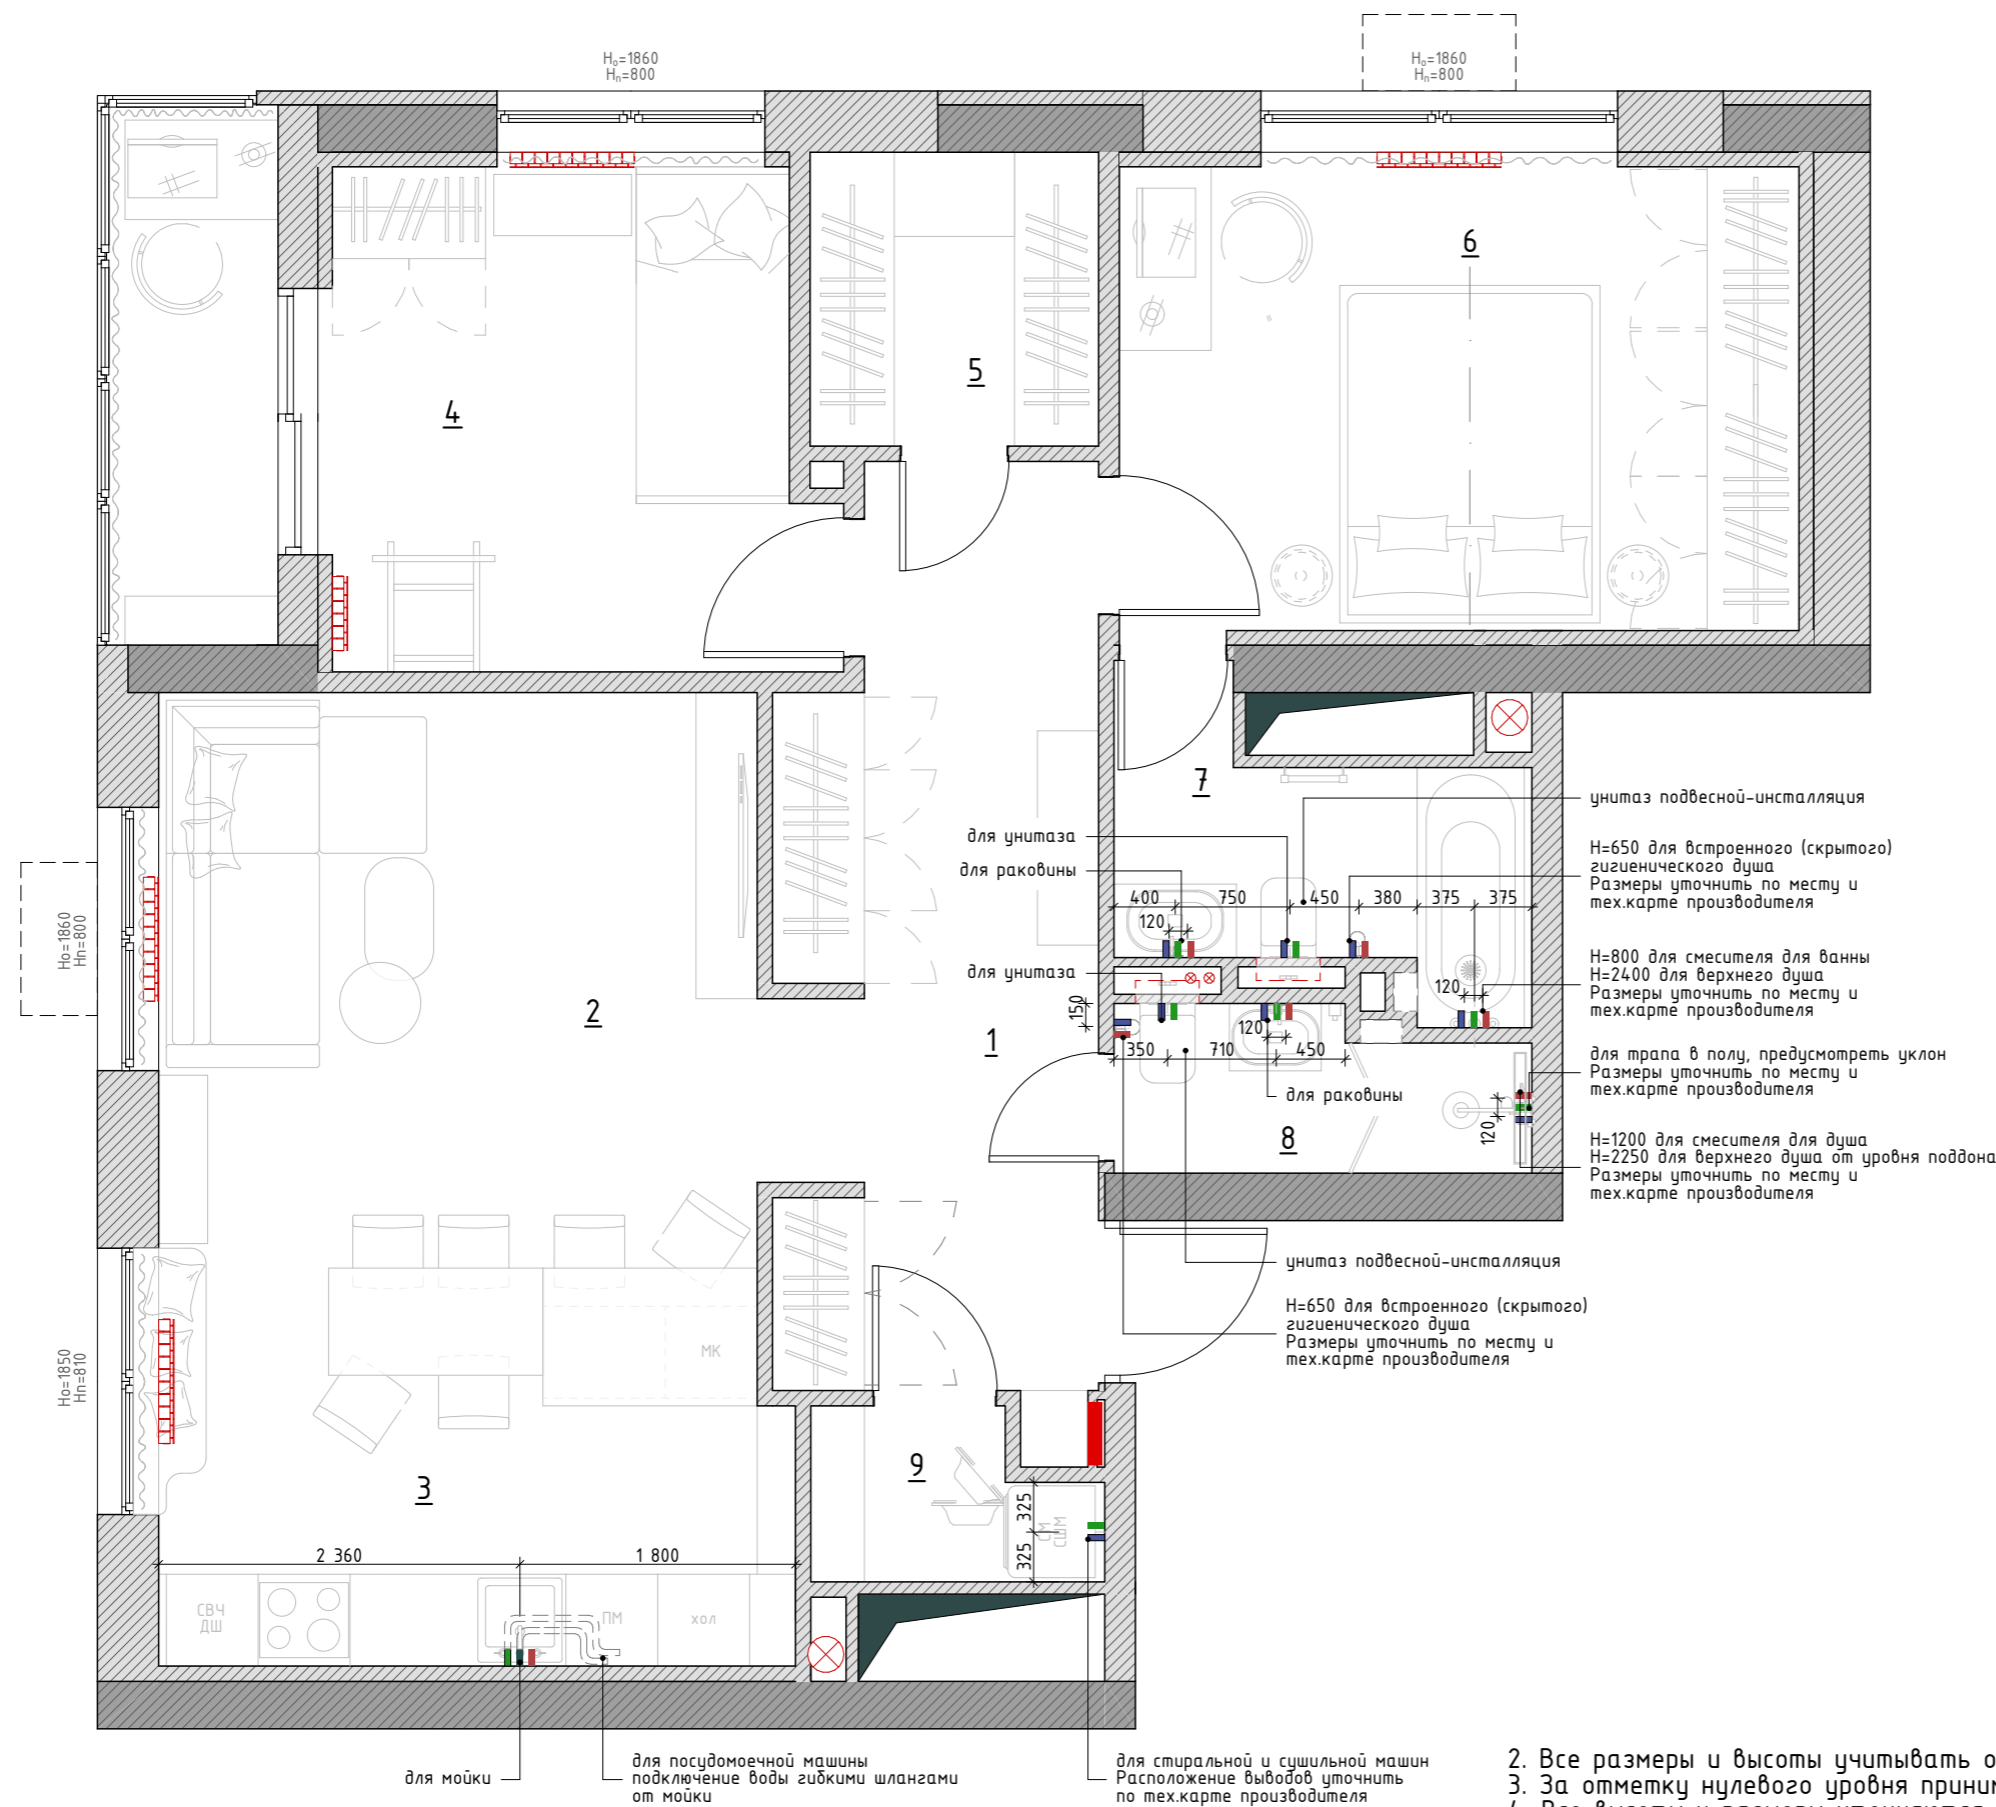 Hо=1860
Hп=800
Hо=1860
Hп=800
6
5
4
7
унитаз подвесной-инсталляция
для унитаза
H=650 для встроенного (скрытого)
гигиенического душа
Размеры уточнить по месту и
тех.карте производителя
для раковины
400
750
450
380
375
375
120
Hо=1860
Hп=800
H=800 для смесителя для ванны
H=2400 для верхнего душа
Размеры уточнить по месту и
тех.карте производителя
для унитаза
120
150
2
1
120
350
710
450
для трапа в полу, предусмотреть уклон
Размеры уточнить по месту и
тех.карте производителя
для раковины
120
8
H=1200 для смесителя для душа
H=2250 для верхнего душа от уровня поддона
Размеры уточнить по месту и
тех.карте производителя
унитаз подвесной-инсталляция
H=650 для встроенного (скрытого)
гигиенического душа
Размеры уточнить по месту и
тех.карте производителя
МК
Hо=1850
Hп=810
9
3
325
325
СМ
СШМ
2 360
1 800
СВЧ
ДШ
ПМ
хол
для мойки
для посудомоечной машины
подключение воды гибкими шлангами
от мойки
для стиральной и сушильной машин
Расположение выводов уточнить
по тех.карте производителя
2. Все размеры и высоты учитывать о
3. За отметку нулевого уровня